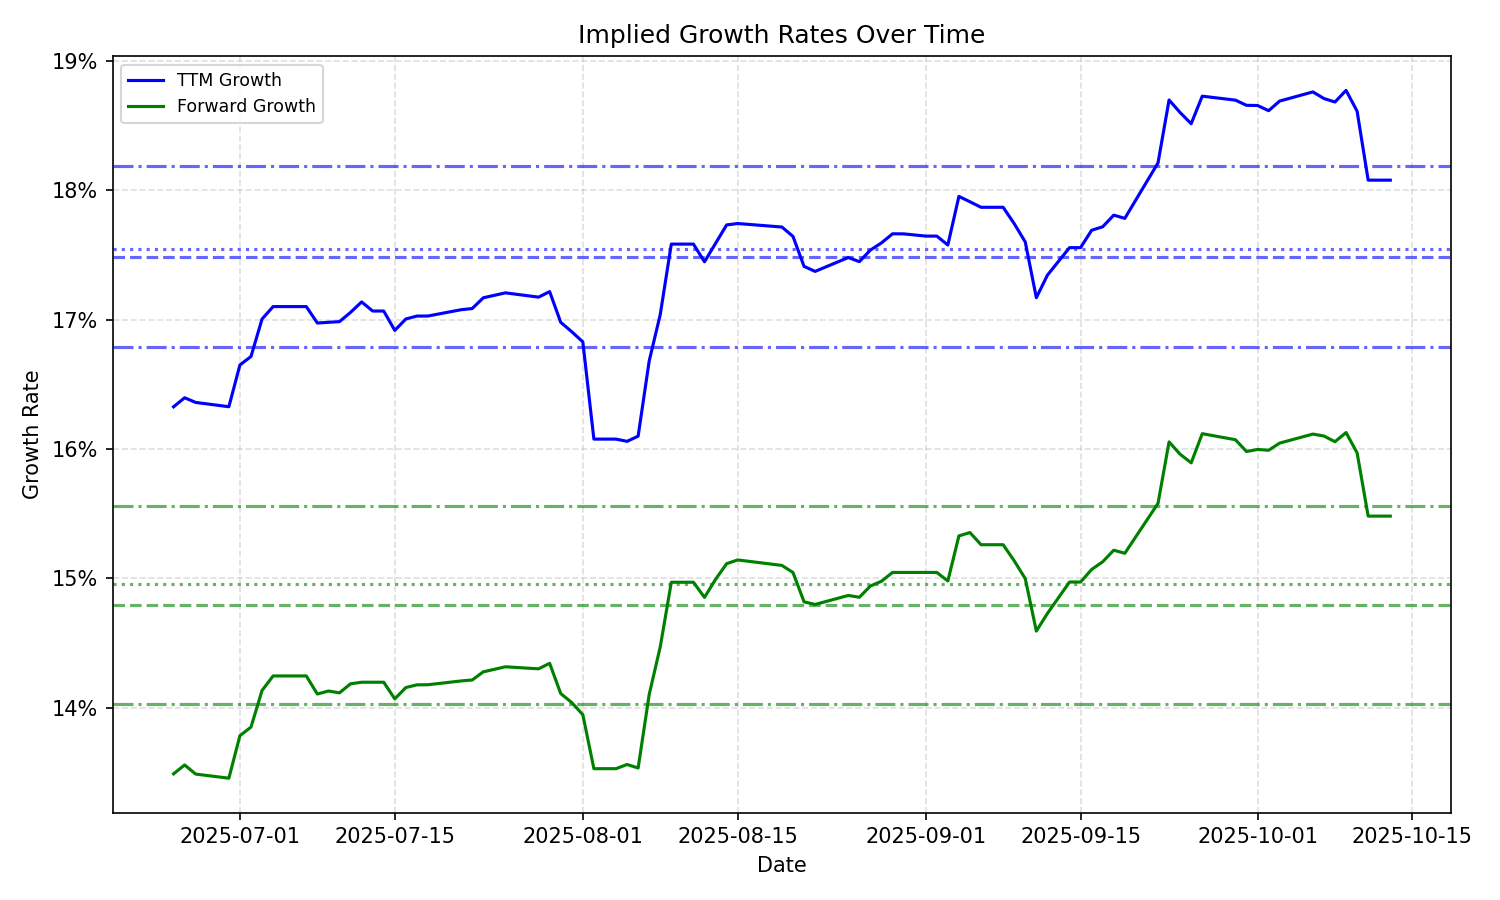 Implied Growth Rates Over Time
TTM Growth
Forward Growth
19%
18%
17%
16%
15%
14%
Growth Rate
2025-07-01
2025-07-15
2025-08-01
2025-08-15
2025-09-01
2025-09-15
2025-10-01
2025-10-15
Date